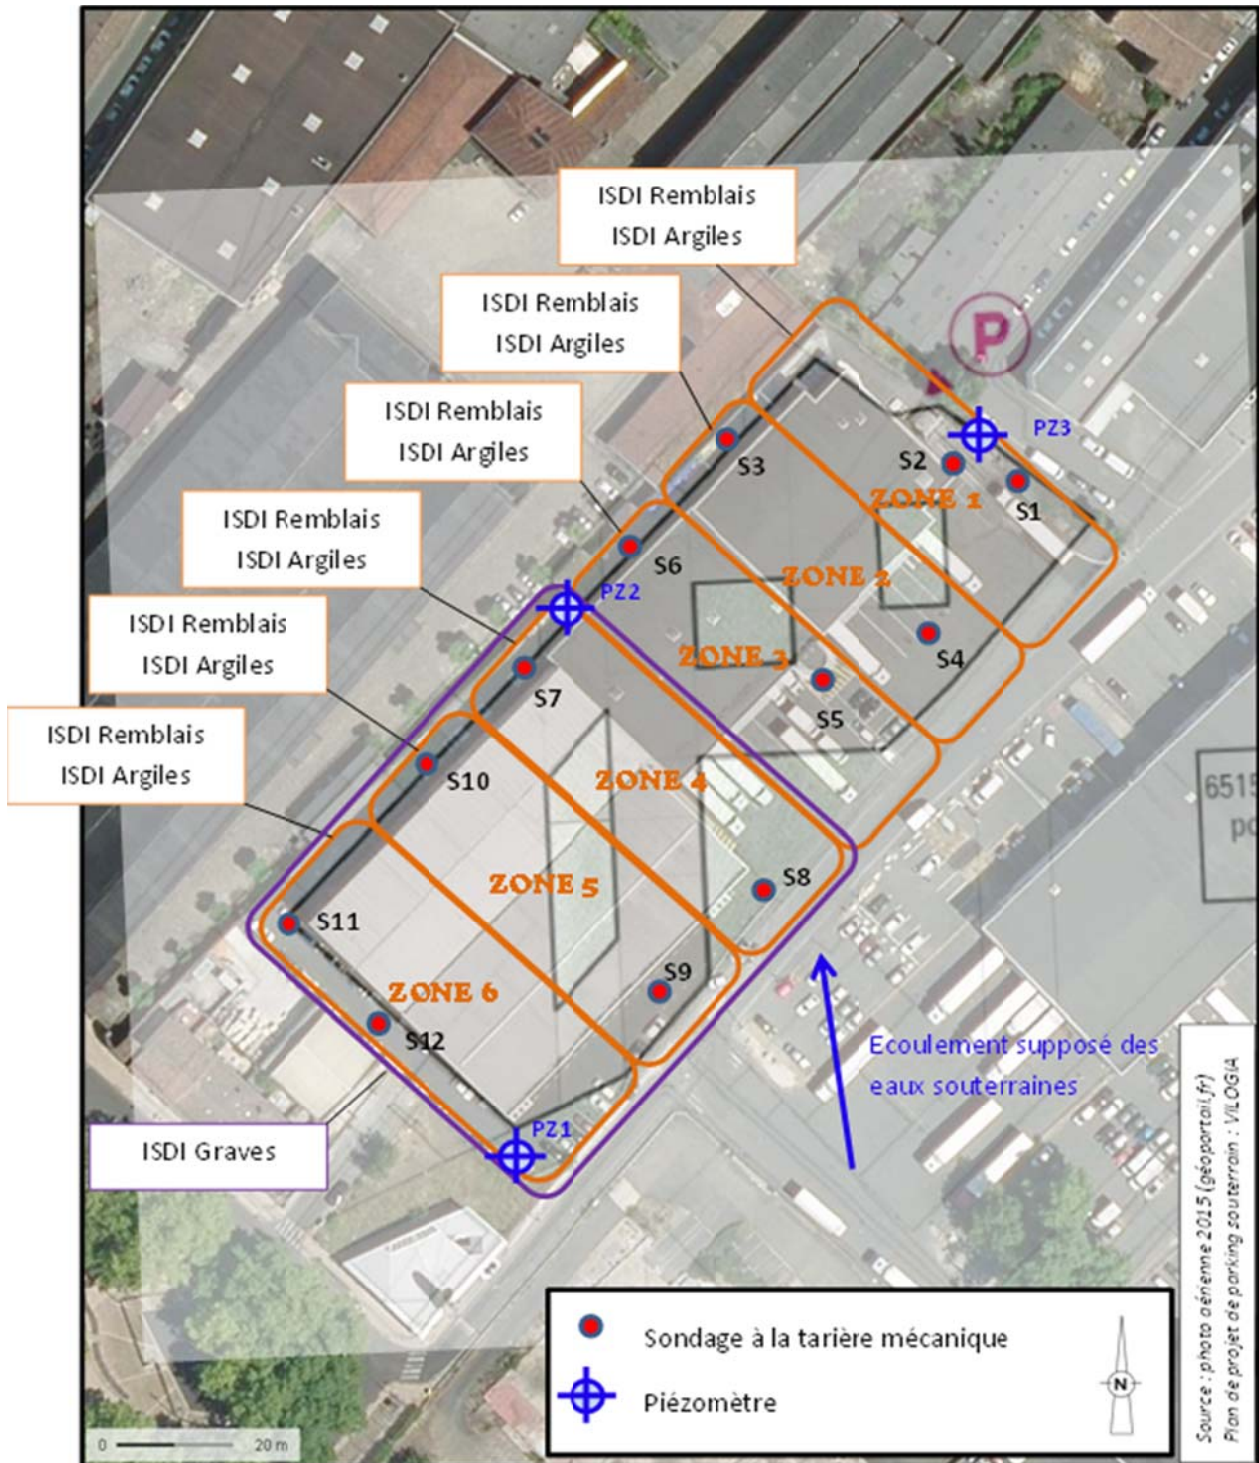 ISDI Remblais
ISDI Argiles
ISDI Remblais
ISDI Argiles
P
ISDI Remblais
ISDI Argiles
PZ3
S3
S2
ZONE 1
S1
ISDI Remblais
ISDI Argiles
S6
ZONE 2
PZ2
ISDI Remblais
ISDI Argiles
S4
ZONE 3
S7
S5
ISDI Remblais
ISDI Argiles
S10
ZONE 4
6515
po
ZONE 5
S8
S11
S9
ZONE 6
S12
Ecoulement supposé des
eaux souterraines
ISDI Graves
PZ1
Sondage à la tarière mécanique
Piézomètre
N
0 20 m
Source : photo aérienne 2015 (géoportail.fr)
Plan de projet de parking souterrain : VILOGIA